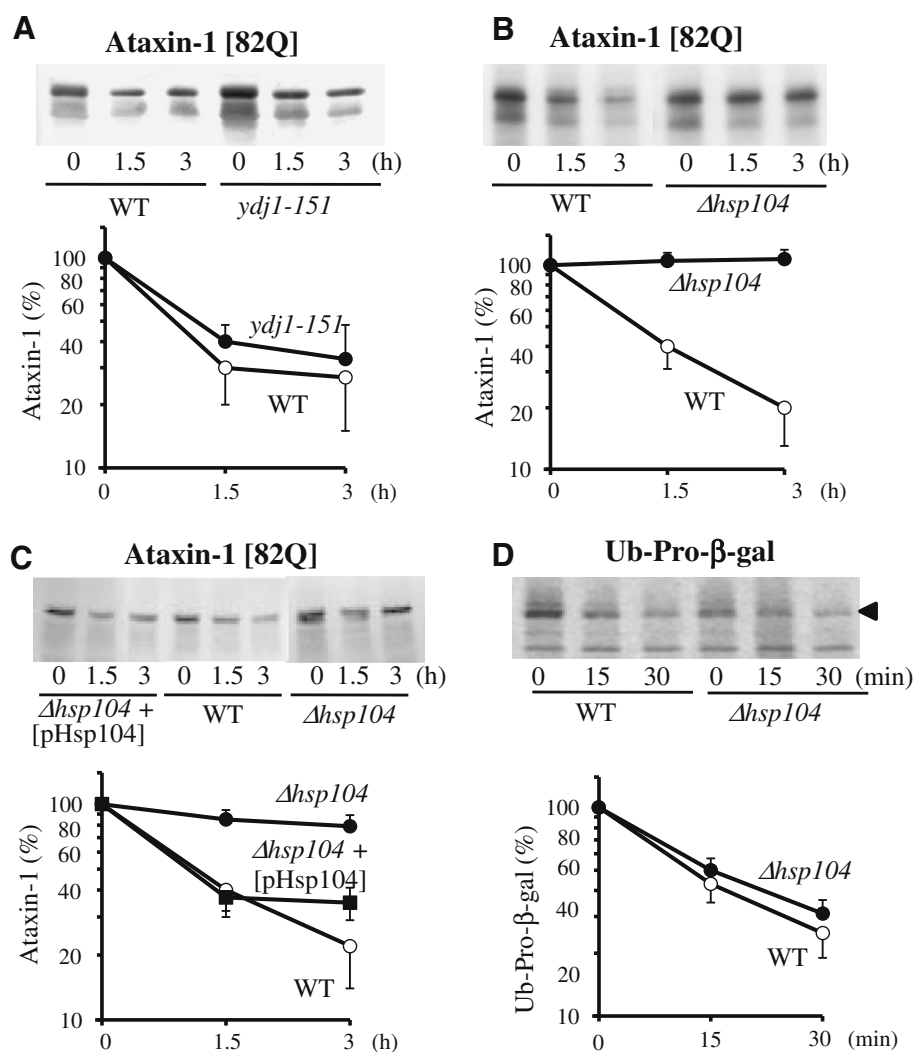 A
Ataxin-1 [82Q]
0 1.5 3 0 1.5 3 (h)
WT ydj1-151
100
80
60
40
20
10
Ataxin-1 (%)
ydj1-151
WT
0 1.5 3 (h)
B
Ataxin-1 [82Q]
0 1.5 3 0 1.5 3 (h)
WT Δhsp104
100
80
60
40
20
10
Ataxin-1 (%)
Δhsp104
WT
0 1.5 3 (h)
C
Ataxin-1 [82Q]
0 1.5 3 0 1.5 3 0 1.5 3 (h)
Δhsp104 + WT Δhsp104
[pHsp104]
100
80
60
40
20
10
Ataxin-1 (%)
Δhsp104
Δhsp104 +
[pHsp104]
WT
0 1.5 3 (h)
D
Ub-Pro-β-gal
0 15 30 0 15 30 (min)
WT Δhsp104
100
80
60
40
20
10
Ub-Pro-β-gal (%)
Δhsp104
WT
0 15 30 (min)